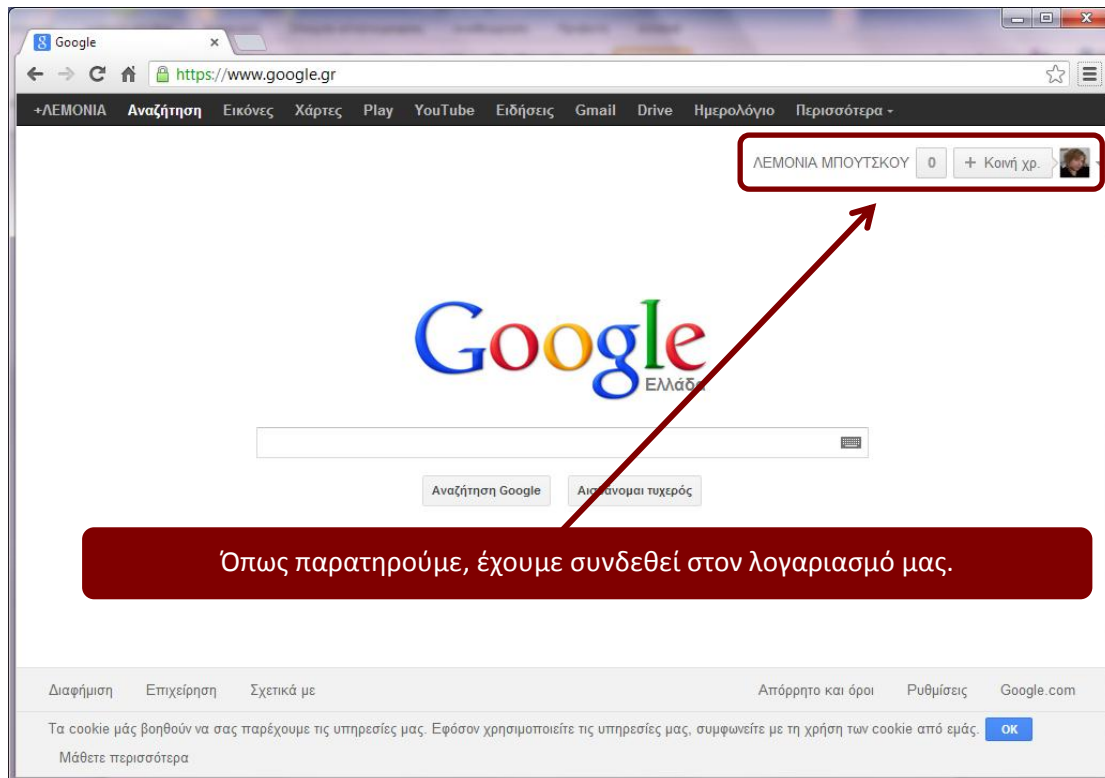 Google
https://www.google.gr
+ΛΕΜΟΝΙΑ Αναζήτηση Εικόνες Χάρτες Play YouTube Ειδήσεις Gmail Drive Ημερολόγιο Περισσότερα
ΛΕΜΟΝΙΑ ΜΠΟΥΤΣΚΟΥ 0 + Κοινή χρ.
Google
Ελλάδα
Αναζήτηση Google Αισθάνομαι τυχερός
Όπως παρατηρούμε, έχουμε συνδεθεί στον λογαριασμό μας.
Διαφήμιση Επιχείρηση Σχετικά με Απόρρητο και όροι Ρυθμίσεις Google.com
Τα cookie μάς βοηθούν να σας παρέχουμε τις υπηρεσίες μας. Εφόσον χρησιμοποιείτε τις υπηρεσίες μας, συμφωνείτε με τη χρήση των cookie από εμάς. OK
Μάθετε περισσότερα